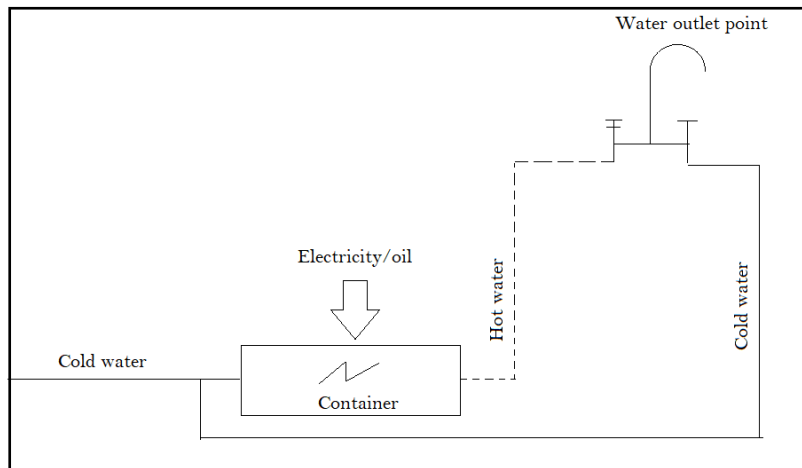 Water outlet point
Electricity/oil
Hot water
Cold water
Cold water
Container